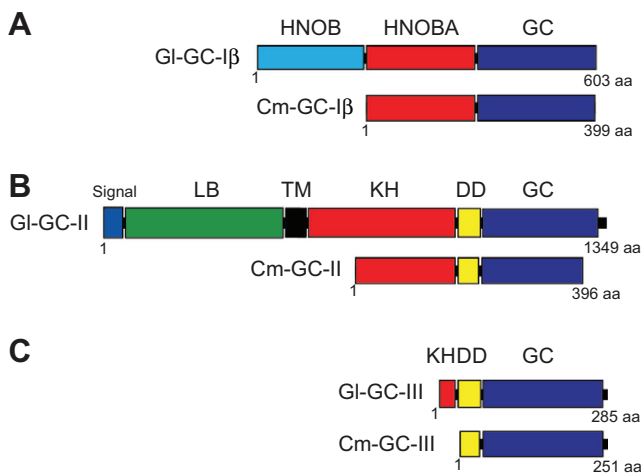 A
HNOB HNOBA GC
Gl-GC-Iβ
1 603 aa
Cm-GC-Iβ
1 399 aa
B
Signal LB TM KH DD GC
Gl-GC-II
1 1349 aa
Cm-GC-II
1 396 aa
C
KH DD GC
Gl-GC-III
1 285 aa
Cm-GC-III
1 251 aa